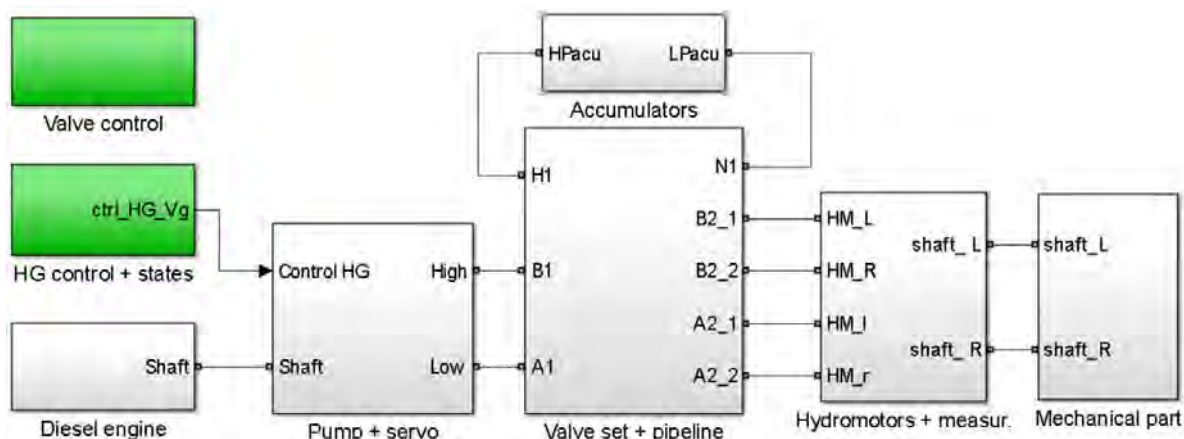 Valve control
ctrl_HG_Vg
HG control + states
Shaft
Diesel engine
Control HG
High
Shaft
Low
Pump + servo
HPacu
LPacu
Accumulators
H1
N1
B1
B2_1
B2_2
A2_1
A1
A2_2
Valve set + pipeline
HM_L
shaft_ L
HM_R
HM_l
shaft_ R
HM_r
Hydromotors + measur.
shaft_L
shaft_R
Mechanical part